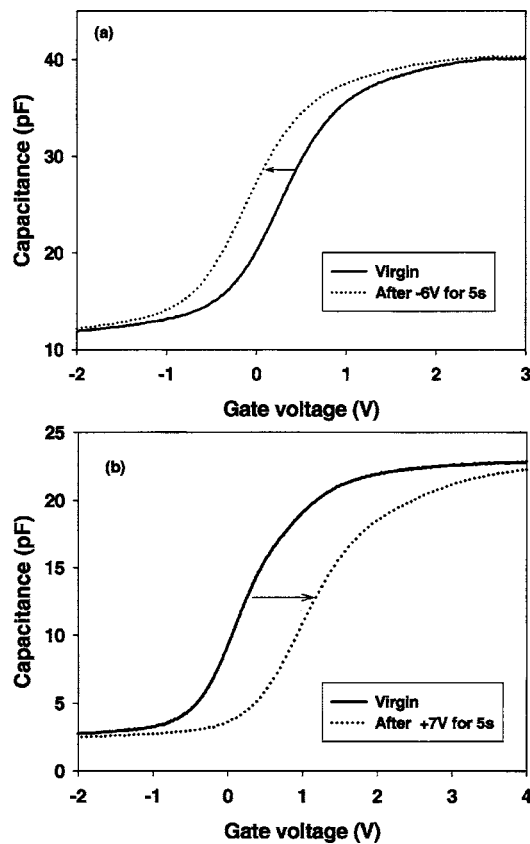 (a)
40
30
20
10
Capacitance (pF)
Virgin
After -6V for 5s
-2 -1 0 1 2 3
Gate voltage (V)
(b)
25
20
15
10
5
0
Capacitance (pF)
Virgin
After +7V for 5s
-2 -1 0 1 2 3 4
Gate voltage (V)